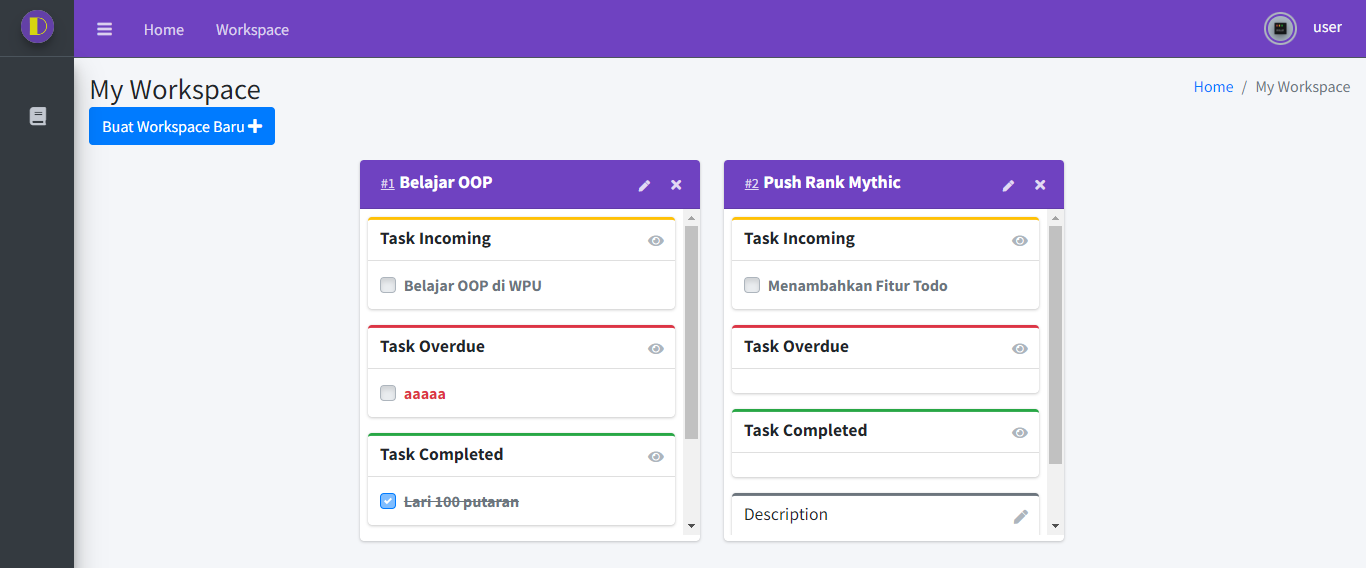 Home Workspace user
My Workspace
Home / My Workspace
Buat Workspace Baru
#1 Belajar OOP
Task Incoming
Belajar OOP di WPU
Task Overdue
aaaaa
Task Completed
Lari 100 putaran
#2 Push Rank Mythic
Task Incoming
Menambahkan Fitur Todo
Task Overdue
Task Completed
Description